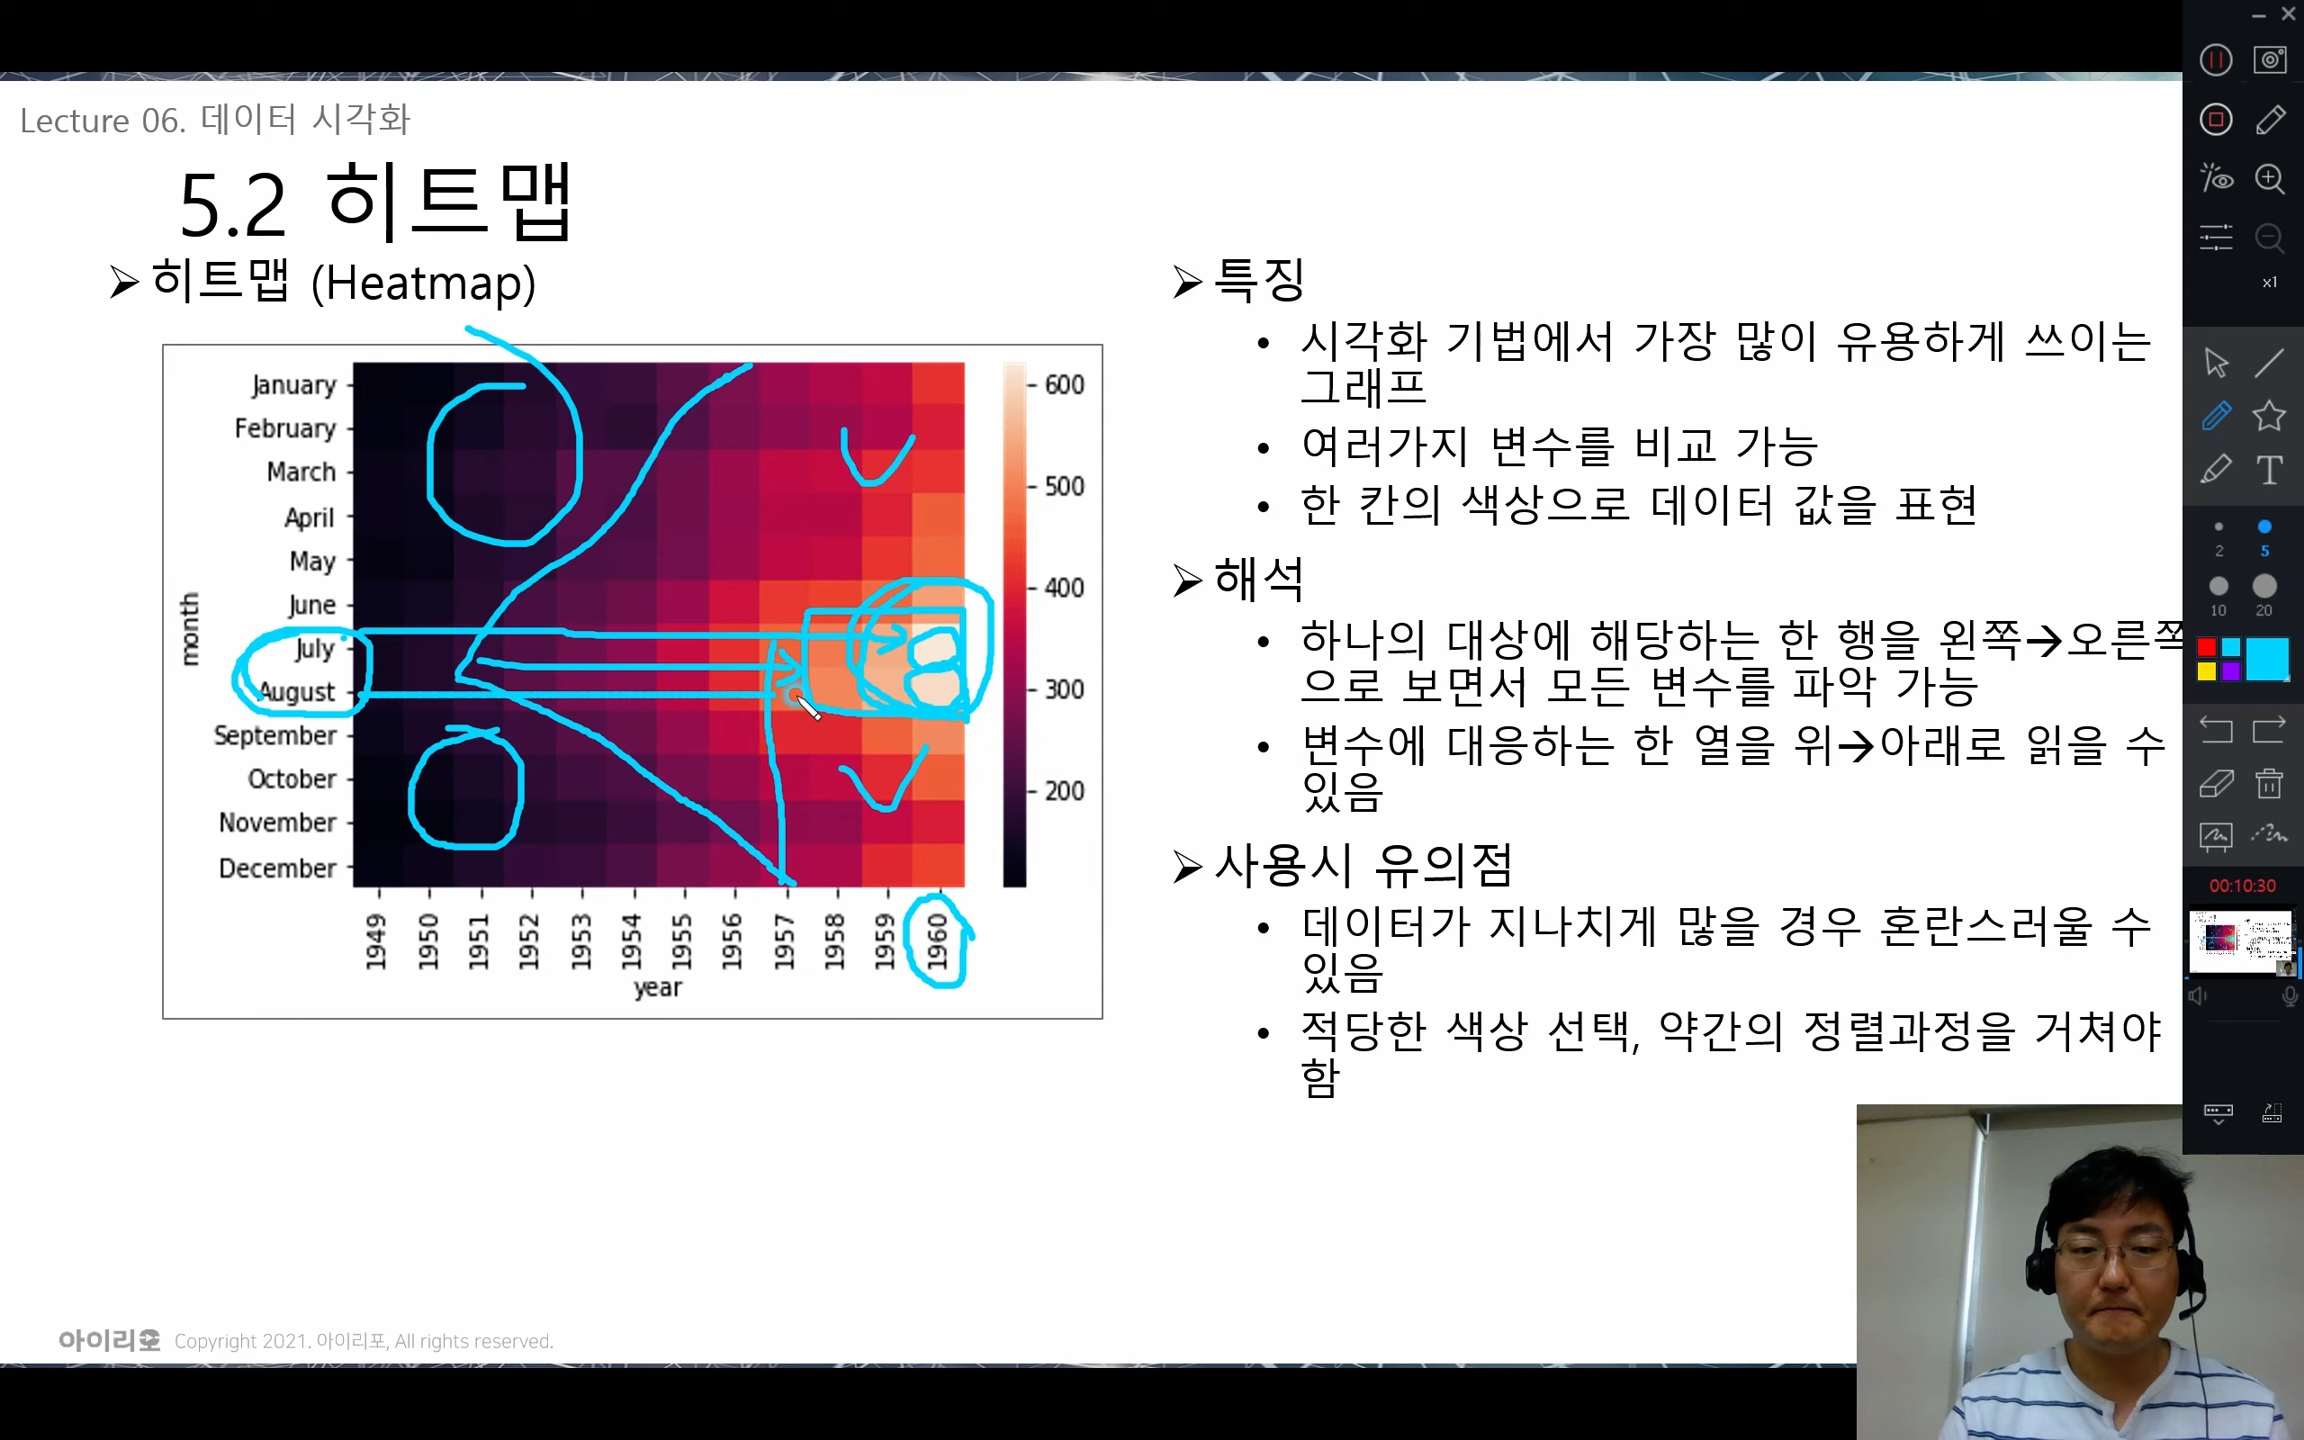 Lecture 06. 데이터 시각화
5.2 히트맵
➤ 히트맵 (Heatmap)
January
February
March
April
May
June
July
August
September
October
November
December
month
1949
1950
1951
1952
1953
1954
1955
1956
1957
1958
1959
1960
year
600
500
400
300
200
➤ 특징
• 시각화 기법에서 가장 많이 유용하게 쓰이는
그래프
• 여러가지 변수를 비교 가능
• 한 칸의 색상으로 데이터 값을 표현
➤ 해석
• 하나의 대상에 해당하는 한 행을 왼쪽→오른쪽
으로 보면서 모든 변수를 파악 가능
• 변수에 대응하는 한 열을 위→아래로 읽을 수
있음
➤ 사용시 유의점
• 데이터가 지나치게 많을 경우 혼란스러울 수
있음
• 적당한 색상 선택, 약간의 정렬과정을 거쳐야
함
아이리포 Copyright 2021. 아이리포, All rights reserved.
x1
T
2
5
10
20
00:10:30